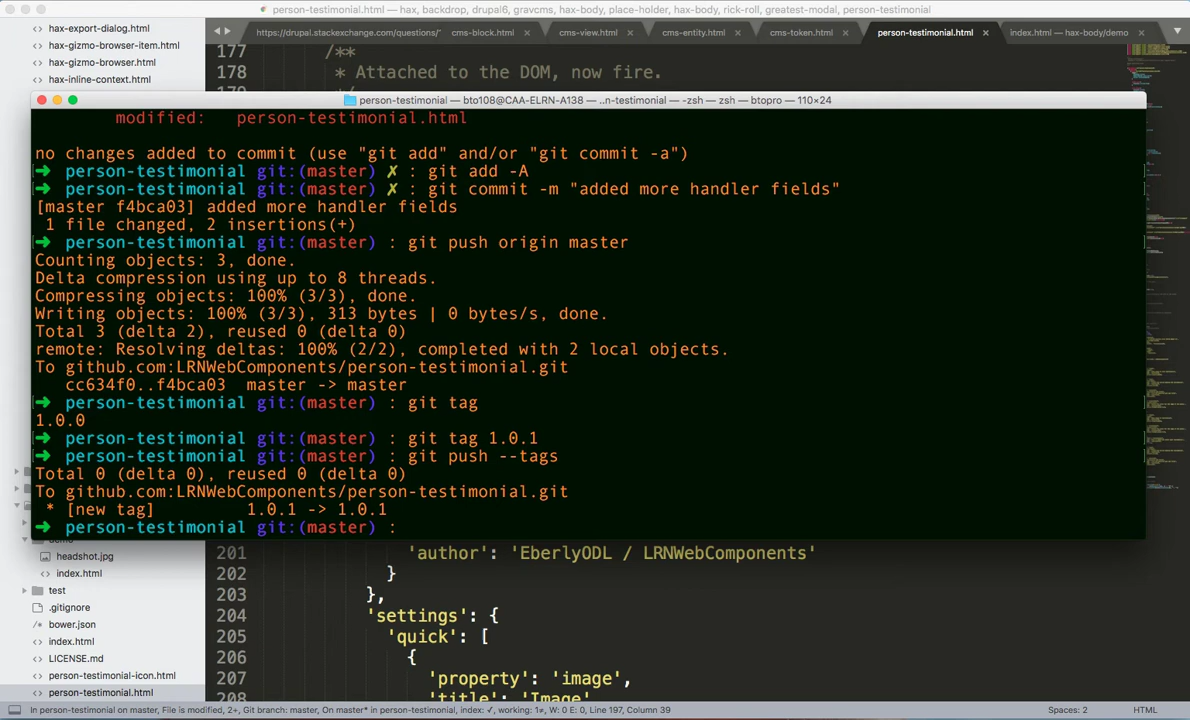 person-testimonial.html — hax, backdrop, drupal6, gravcms, hax-body, place-holder, hax-body, rick-roll, greatest-modal, person-testimonial
<> hax-export-dialog.html
<> hax-gizmo-browser-item.html
<> hax-gizmo-browser.html
<> hax-inline-context.html
https://drupal.stackexchange.com/questions/ cms-block.html × cms-view.html × cms-entity.html × cms-token.html × person-testimonial.html × index.html — hax-body/demo ×
177 /**
178 * Attached to the DOM, now fire.
person-testimonial — bto108@CAA-ELRN-A138 — ..n-testimonial — -zsh — zsh — btopro — 110×24
modified: person-testimonial.html
no changes added to commit (use "git add" and/or "git commit -a")
➜ person-testimonial git:(master) ✗ : git add -A
➜ person-testimonial git:(master) ✗ : git commit -m "added more handler fields"
[master f4bca03] added more handler fields
1 file changed, 2 insertions(+)
➜ person-testimonial git:(master) : git push origin master
Counting objects: 3, done.
Delta compression using up to 8 threads.
Compressing objects: 100% (3/3), done.
Writing objects: 100% (3/3), 313 bytes | 0 bytes/s, done.
Total 3 (delta 2), reused 0 (delta 0)
remote: Resolving deltas: 100% (2/2), completed with 2 local objects.
To github.com:LRNWebComponents/person-testimonial.git
cc634f0..f4bca03 master -> master
➜ person-testimonial git:(master) : git tag
1.0.0
➜ person-testimonial git:(master) : git tag 1.0.1
➜ person-testimonial git:(master) : git push --tags
Total 0 (delta 0), reused 0 (delta 0)
To github.com:LRNWebComponents/person-testimonial.git
* [new tag] 1.0.1 -> 1.0.1
➜ person-testimonial git:(master) :
demo
headshot.jpg
<> index.html
test
.gitignore
/* bower.json
<> index.html
LICENSE.md
<> person-testimonial-icon.html
<> person-testimonial.html
201 'author': 'EberlyODL / LRNWebComponents'
202 }
203 },
204 'settings': {
205 'quick': [
206 {
207 'property': 'image',
208 'title': 'Image'
In person-testimonial on master, File is modified, 2+, Git branch: master, On master* in person-testimonial, index: ✓, working: 1≠, W: 0 E: 0, Line 197, Column 39 Spaces: 2 HTML